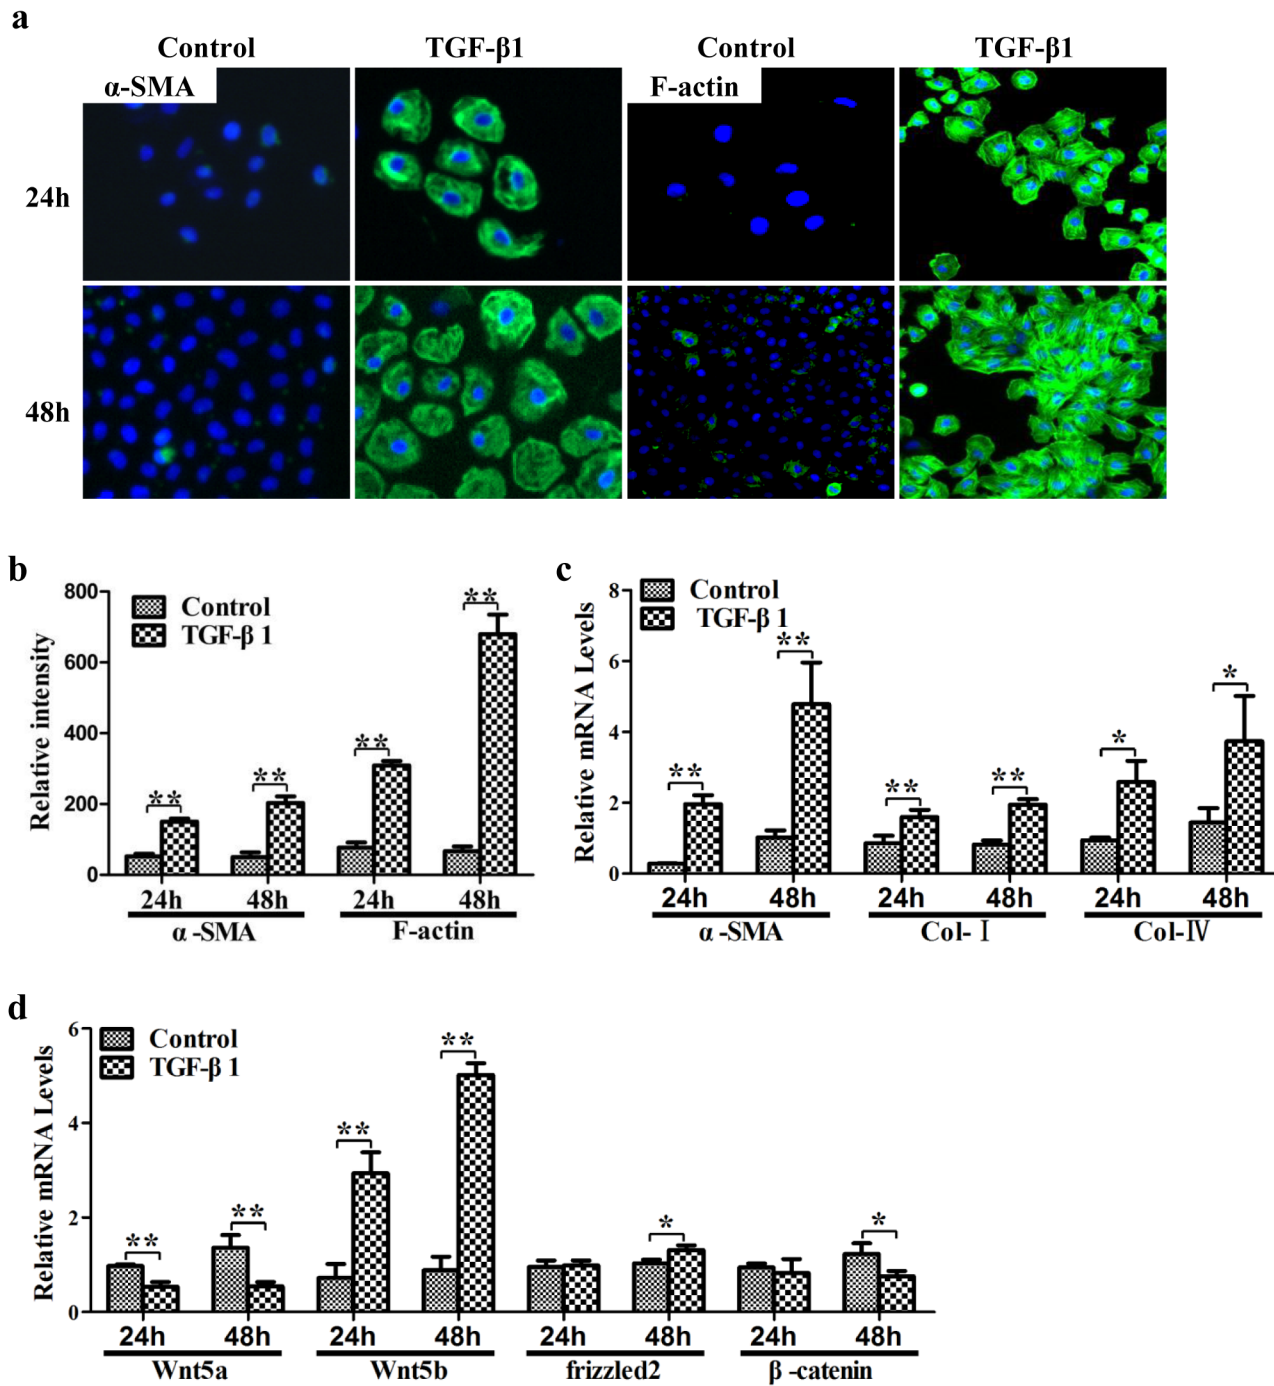 a
Control TGF-β1 Control TGF-β1
α-SMA F-actin
24h
48h
b
Relative intensity
800
600
400
200
0
Control
TGF-β 1
** ** ** **
24h 48h 24h 48h
α -SMA F-actin
c
Relative mRNA Levels
8
6
4
2
0
Control
TGF-β 1
** ** ** ** * *
24h 48h 24h 48h 24h 48h
α -SMA Col- Ⅰ Col-Ⅳ
d
Relative mRNA Levels
6
4
2
0
Control
TGF-β 1
** ** ** ** * *
24h 48h 24h 48h 24h 48h 24h 48h
Wnt5a Wnt5b frizzled2 β -catenin